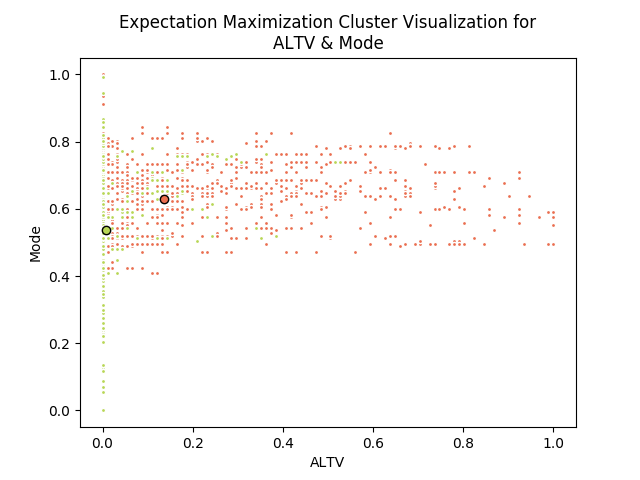 Expectation Maximization Cluster Visualization for
ALTV & Mode
1.0
0.8
0.6
0.4
0.2
0.0
Mode
0.0 0.2 0.4 0.6 0.8 1.0
ALTV